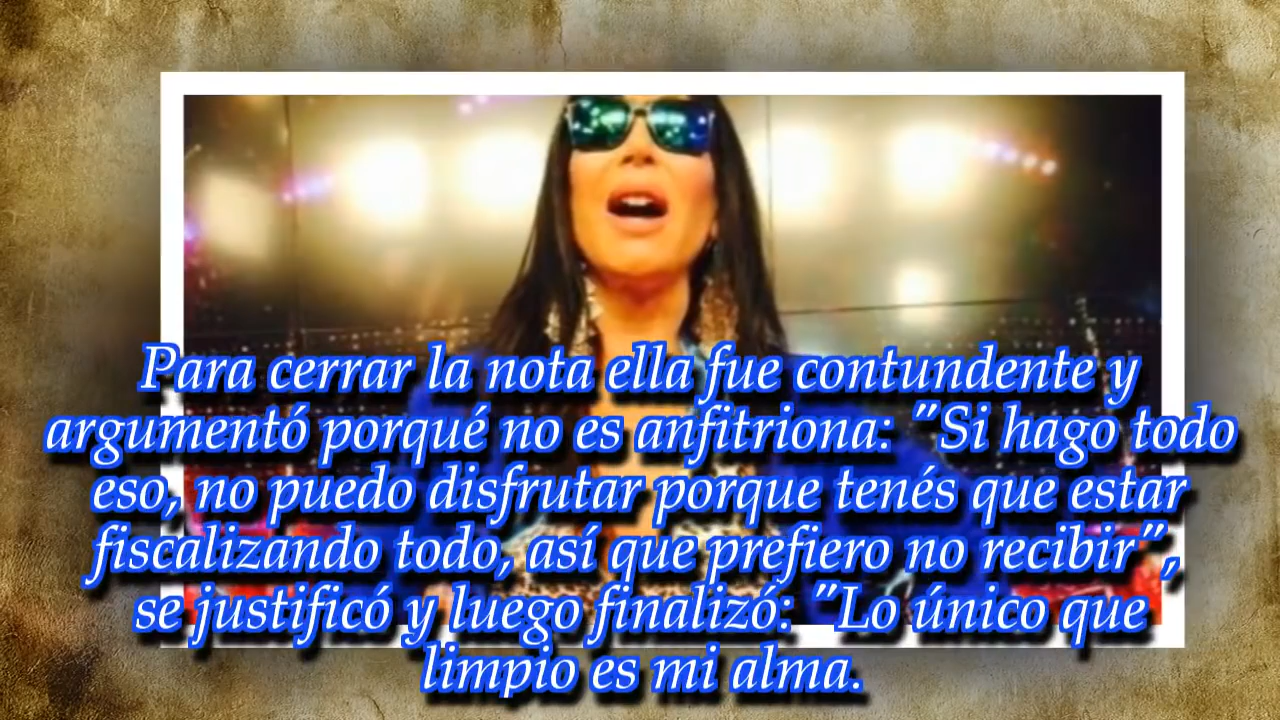 Para cerrar la nota ella fue contundente y
argumentó porqué no es anfitriona: "Si hago todo
eso, no puedo disfrutar porque tenés que estar
fiscalizando todo, así que prefiero no recibir",
se justificó y luego finalizó: "Lo único que
limpio es mi alma.